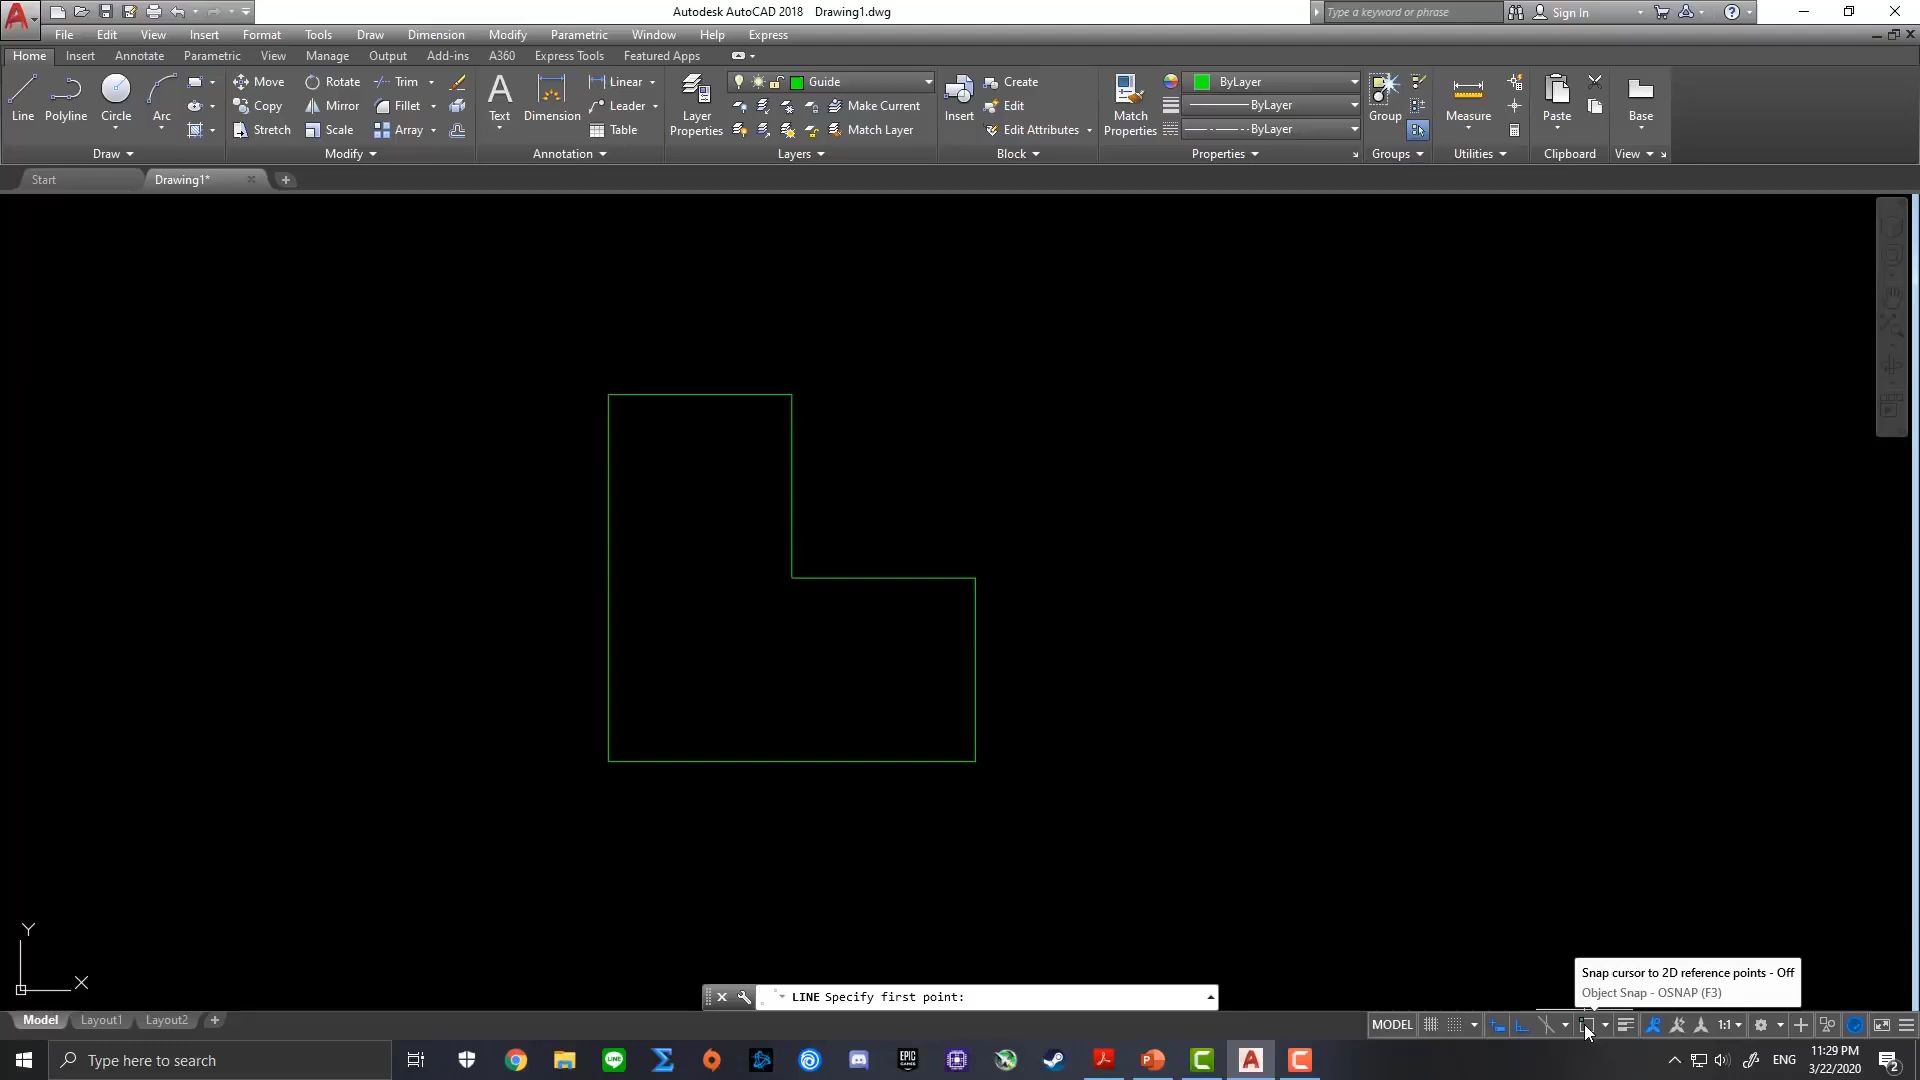 Autodesk AutoCAD 2018 Drawing1.dwg
Type a keyword or phrase
Sign In
File Edit View Insert Format Tools Draw Dimension Modify Parametric Window Help Express
Home Insert Annotate Parametric View Manage Output Add-ins A360 Express Tools Featured Apps
Line Polyline Circle Arc
Draw
Move Rotate Trim
Copy Mirror Fillet
Stretch Scale Array
Modify
Text Dimension
Linear
Leader
Table
Annotation
Layer Properties
Guide
Make Current
Match Layer
Layers
Insert
Create
Edit
Edit Attributes
Block
Match Properties
ByLayer
ByLayer
ByLayer
Properties
Group
Groups
Measure
Utilities
Paste
Clipboard
Base
View
Start Drawing1*
Y
X
Snap cursor to 2D reference points - Off
Object Snap - OSNAP (F3)
LINE Specify first point:
Model Layout1 Layout2
MODEL 1:1
Type here to search
EPIC GAMES
LINE
ENG
11:29 PM
3/22/2020
2